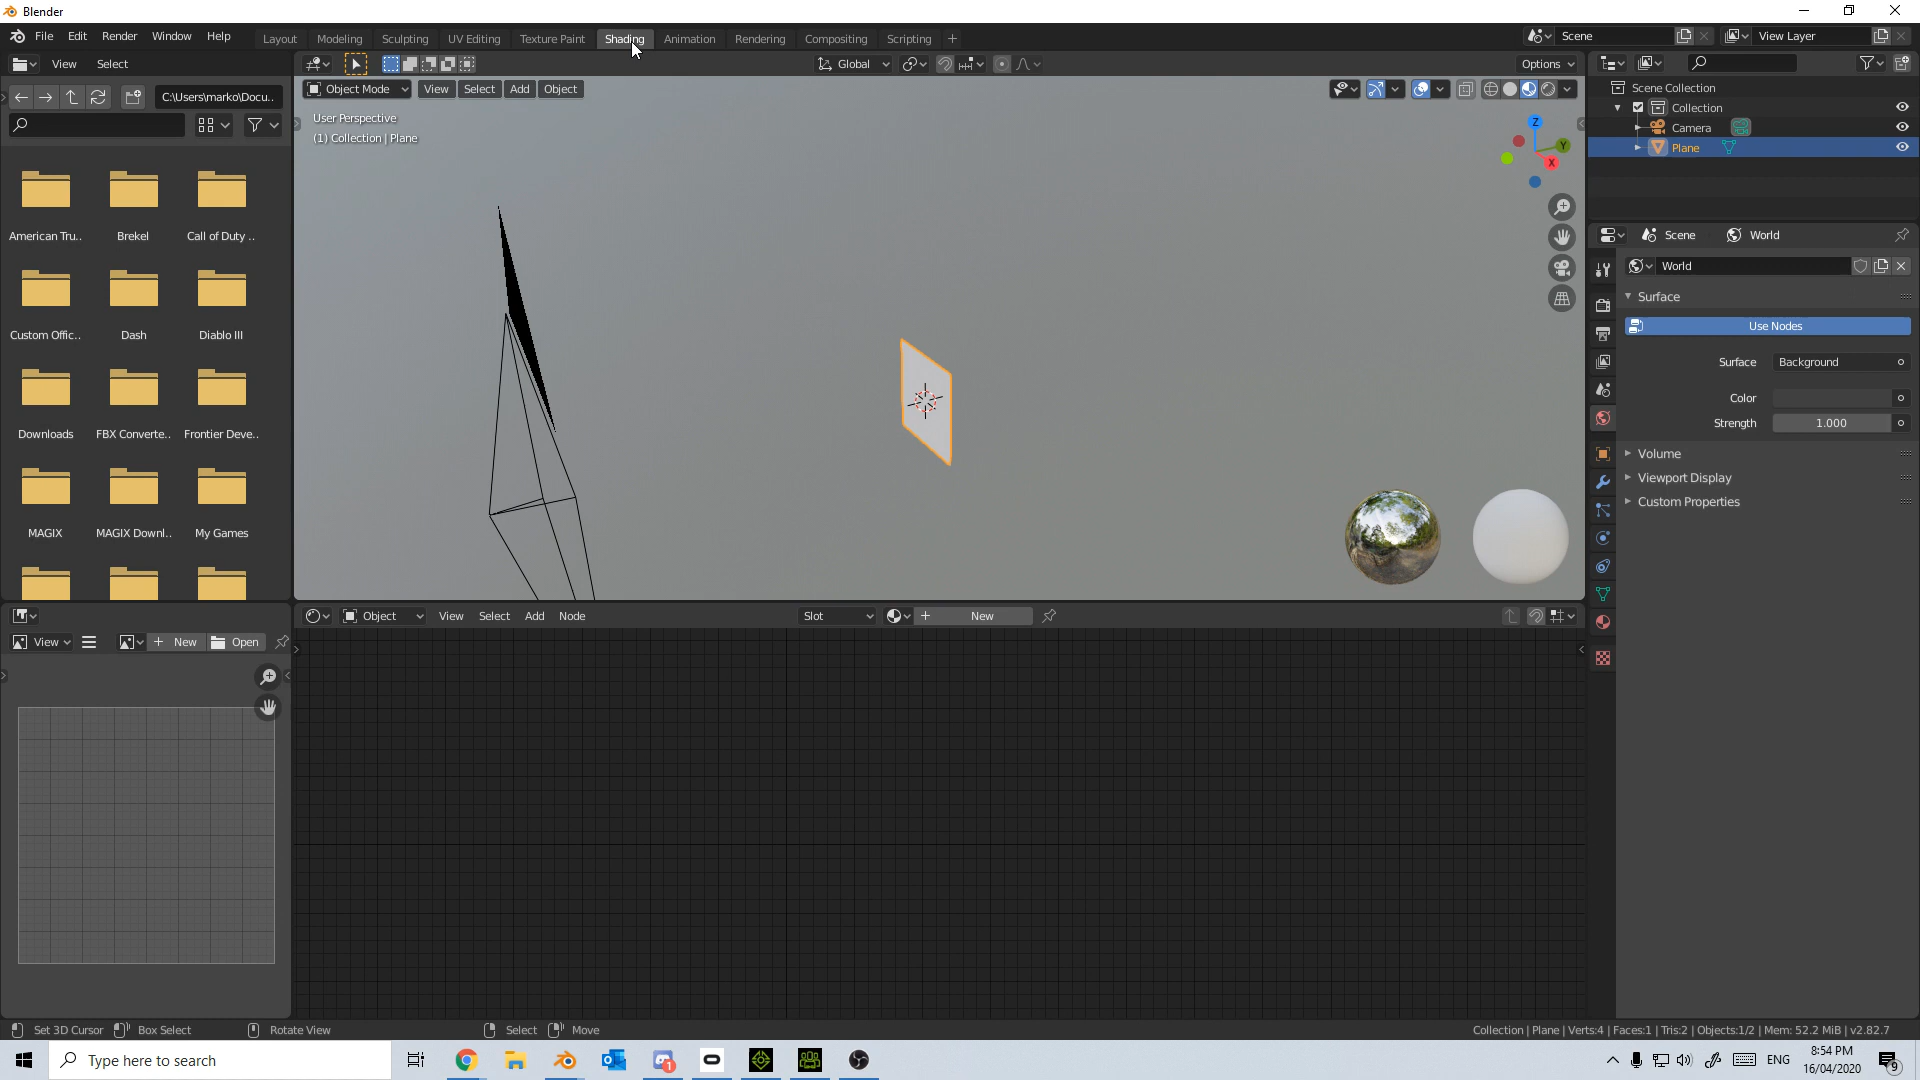 Blender
File Edit Render Window Help Layout Modeling Sculpting UV Editing Texture Paint Shading Animation Rendering Compositing Scripting + Scene View Layer
View Select Global Options
C:\Users\marko\Docu.. Object Mode View Select Add Object
User Perspective
(1) Collection | Plane
Scene Collection
Collection
Camera
Plane
Z
Y
X
American Tru.. Brekel Call of Duty ..
Custom Offic.. Dash Diablo III
Downloads FBX Converte.. Frontier Deve..
MAGIX MAGIX Downl.. My Games
Scene World
World
Surface
Use Nodes
Surface Background
Color
Strength 1.000
Volume
Viewport Display
Custom Properties
Object View Select Add Node Slot + New
View + New Open
Set 3D Cursor Box Select Rotate View Select Move Collection | Plane | Verts:4 | Faces:1 | Tris:2 | Objects:1/2 | Mem: 52.2 MiB | v2.82.7
Type here to search 1 ENG 8:54 PM
16/04/2020 9